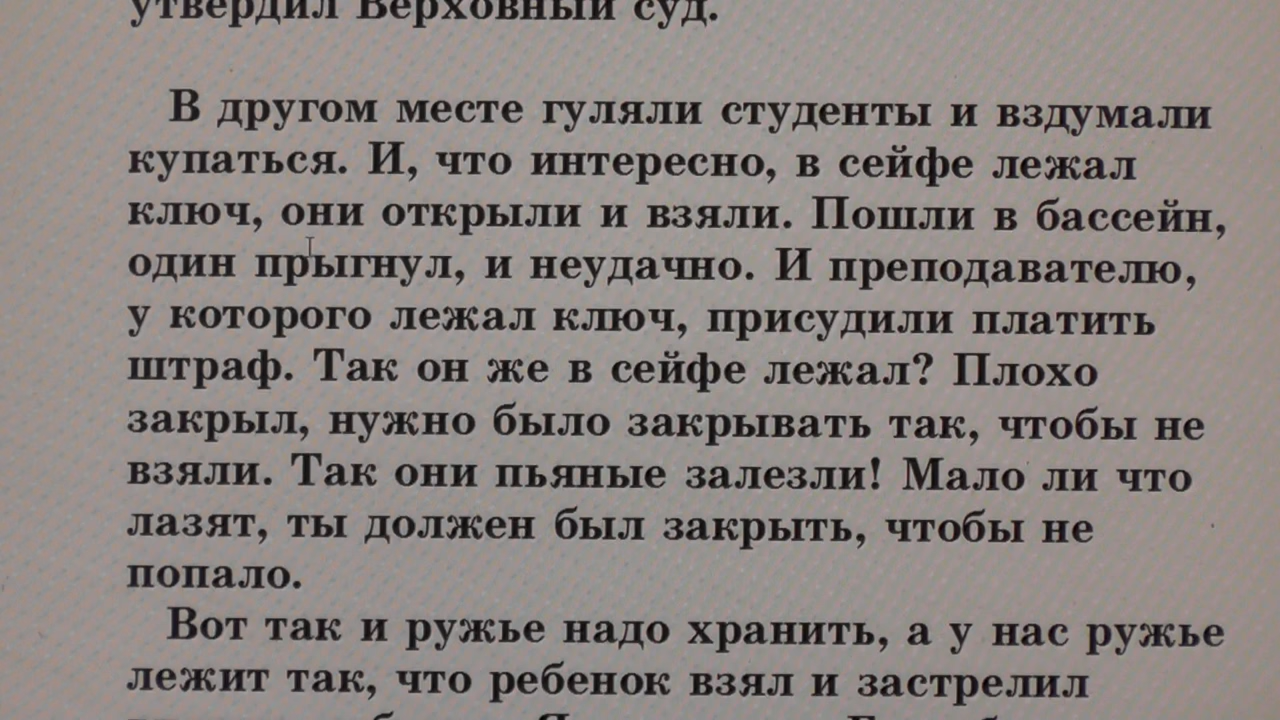 утвердил Верховный суд.
В другом месте гуляли студенты и вздумали
купаться. И, что интересно, в сейфе лежал
ключ, они открыли и взяли. Пошли в бассейн,
один прыгнул, и неудачно. И преподавателю,
у которого лежал ключ, присудили платить
штраф. Так он же в сейфе лежал? Плохо
закрыл, нужно было закрывать так, чтобы не
взяли. Так они пьяные залезли! Мало ли что
лазят, ты должен был закрыть, чтобы не
попало.
Вот так и ружье надо хранить, а у нас ружье
лежит так, что ребенок взял и застрелил